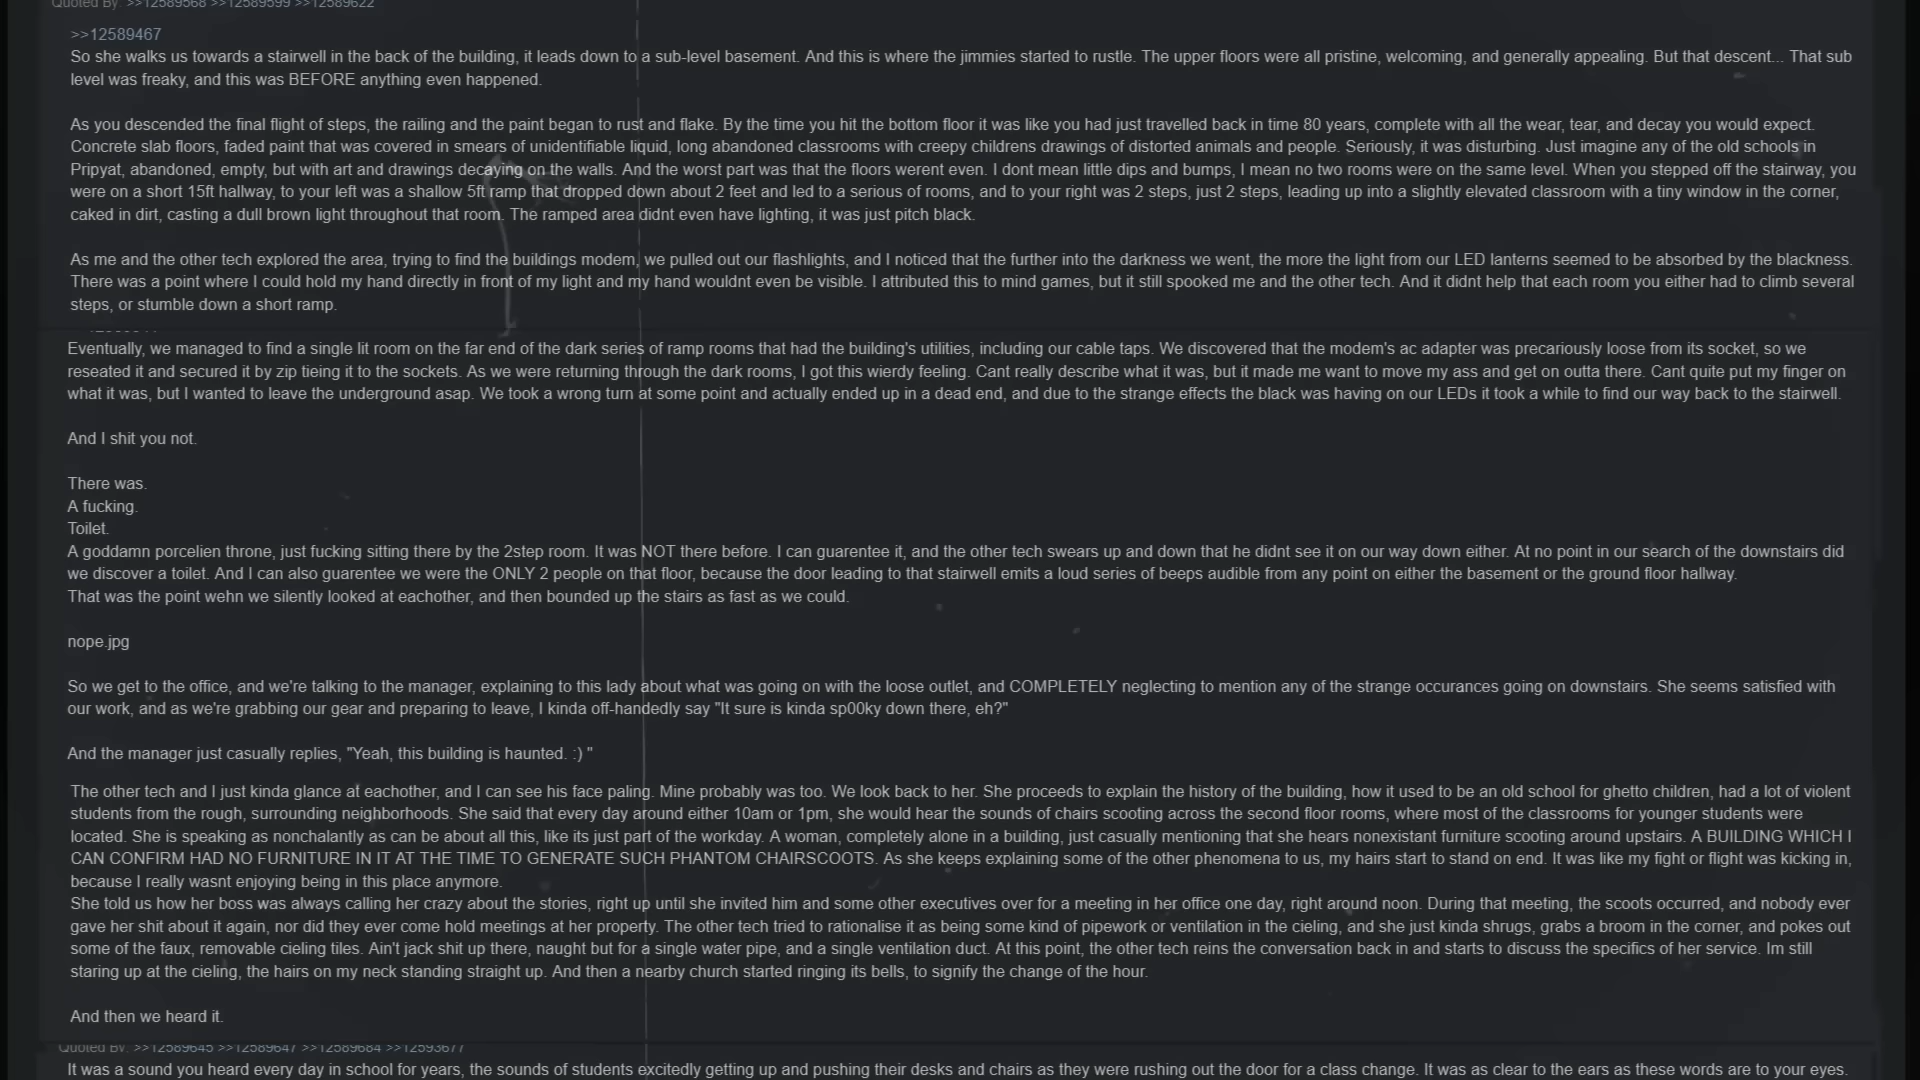 Quoted By: >>12589568 >>12589599 >>12589622
>>12589467
So she walks us towards a stairwell in the back of the building, it leads down to a sub-level basement. And this is where the jimmies started to rustle. The upper floors were all pristine, welcoming, and generally appealing. But that descent... That sub
level was freaky, and this was BEFORE anything even happened.
As you descended the final flight of steps, the railing and the paint began to rust and flake. By the time you hit the bottom floor it was like you had just travelled back in time 80 years, complete with all the wear, tear, and decay you would expect.
Concrete slab floors, faded paint that was covered in smears of unidentifiable liquid, long abandoned classrooms with creepy childrens drawings of distorted animals and people. Seriously, it was disturbing. Just imagine any of the old schools in
Pripyat, abandoned, empty, but with art and drawings decaying on the walls. And the worst part was that the floors werent even. I dont mean little dips and bumps, I mean no two rooms were on the same level. When you stepped off the stairway, you
were on a short 15ft hallway, to your left was a shallow 5ft ramp that dropped down about 2 feet and led to a serious of rooms, and to your right was 2 steps, just 2 steps, leading up into a slightly elevated classroom with a tiny window in the corner,
caked in dirt, casting a dull brown light throughout that room. The ramped area didnt even have lighting, it was just pitch black.
As me and the other tech explored the area, trying to find the buildings modem, we pulled out our flashlights, and I noticed that the further into the darkness we went, the more the light from our LED lanterns seemed to be absorbed by the blackness.
There was a point where I could hold my hand directly in front of my light and my hand wouldnt even be visible. I attributed this to mind games, but it still spooked me and the other tech. And it didnt help that each room you either had to climb several
steps, or stumble down a short ramp.
Eventually, we managed to find a single lit room on the far end of the dark series of ramp rooms that had the building's utilities, including our cable taps. We discovered that the modem's ac adapter was precariously loose from its socket, so we
reseated it and secured it by zip tieing it to the sockets. As we were returning through the dark rooms, I got this wierdy feeling. Cant really describe what it was, but it made me want to move my ass and get on outta there. Cant quite put my finger on
what it was, but I wanted to leave the underground asap. We took a wrong turn at some point and actually ended up in a dead end, and due to the strange effects the black was having on our LEDs it took a while to find our way back to the stairwell.
And I shit you not.
There was.
A fucking.
Toilet.
A goddamn porcelien throne, just fucking sitting there by the 2step room. It was NOT there before. I can guarentee it, and the other tech swears up and down that he didnt see it on our way down either. At no point in our search of the downstairs did
we discover a toilet. And I can also guarentee we were the ONLY 2 people on that floor, because the door leading to that stairwell emits a loud series of beeps audible from any point on either the basement or the ground floor hallway.
That was the point wehn we silently looked at eachother, and then bounded up the stairs as fast as we could.
nope.jpg
So we get to the office, and we're talking to the manager, explaining to this lady about what was going on with the loose outlet, and COMPLETELY neglecting to mention any of the strange occurances going on downstairs. She seems satisfied with
our work, and as we're grabbing our gear and preparing to leave, I kinda off-handedly say "It sure is kinda sp00ky down there, eh?"
And the manager just casually replies, "Yeah, this building is haunted. :) "
The other tech and I just kinda glance at eachother, and I can see his face paling. Mine probably was too. We look back to her. She proceeds to explain the history of the building, how it used to be an old school for ghetto children, had a lot of violent
students from the rough, surrounding neighborhoods. She said that every day around either 10am or 1pm, she would hear the sounds of chairs scooting across the second floor rooms, where most of the classrooms for younger students were
located. She is speaking as nonchalantly as can be about all this, like its just part of the workday. A woman, completely alone in a building, just casually mentioning that she hears nonexistant furniture scooting around upstairs. A BUILDING WHICH I
CAN CONFIRM HAD NO FURNITURE IN IT AT THE TIME TO GENERATE SUCH PHANTOM CHAIRSCOOTS. As she keeps explaining some of the other phenomena to us, my hairs start to stand on end. It was like my fight or flight was kicking in,
because I really wasnt enjoying being in this place anymore.
She told us how her boss was always calling her crazy about the stories, right up until she invited him and some other executives over for a meeting in her office one day, right around noon. During that meeting, the scoots occurred, and nobody ever
gave her shit about it again, nor did they ever come hold meetings at her property. The other tech tried to rationalise it as being some kind of pipework or ventilation in the cieling, and she just kinda shrugs, grabs a broom in the corner, and pokes out
some of the faux, removable cieling tiles. Ain't jack shit up there, naught but for a single water pipe, and a single ventilation duct. At this point, the other tech reins the conversation back in and starts to discuss the specifics of her service. Im still
staring up at the cieling, the hairs on my neck standing straight up. And then a nearby church started ringing its bells, to signify the change of the hour.
And then we heard it.
Quoted By: >>12589645 >>12589647 >>12589684 >>12593677
It was a sound you heard every day in school for years, the sounds of students excitedly getting up and pushing their desks and chairs as they were rushing out the door for a class change. It was as clear to the ears as these words are to your eyes.